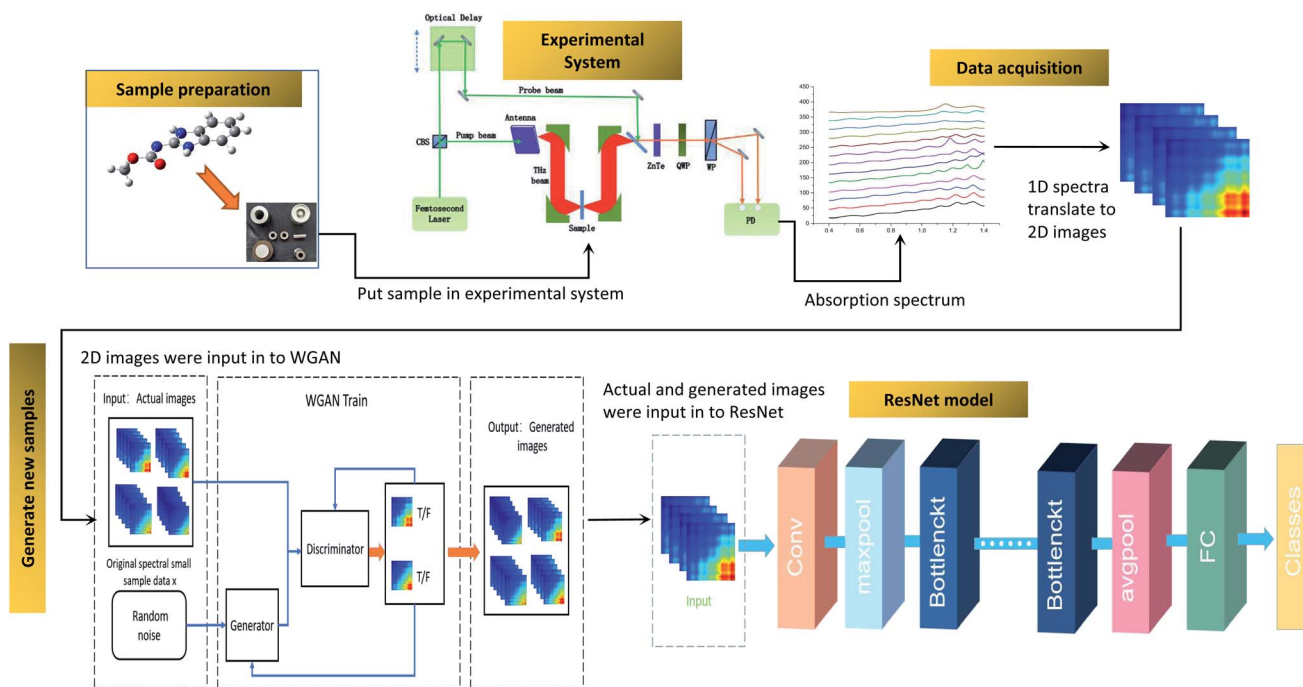 Sample preparation
Optical Delay
Experimental
System
Probe beam
CBS
Pump beam
Antenna
THz
beam
ZnTe
QWP
WP
Femtosecond
Laser
Sample
PD
Put sample in experimental system
Data acquisition
450
400
350
300
250
200
150
100
50
0
0.4
0.6
0.8
1.0
1.2
1.4
Absorption spectrum
1D spectra
translate to
2D images
Generate new samples
2D images were input in to WGAN
Input: Actual images
Original spectral small
sample data x
Random
noise
WGAN Train
Discriminator
Generator
T/F
T/F
Output: Generated
images
Actual and generated images
were input in to ResNet
ResNet model
Input
Conv
maxpool
Bottlenckt
Bottlenckt
avgpool
FC
Classes